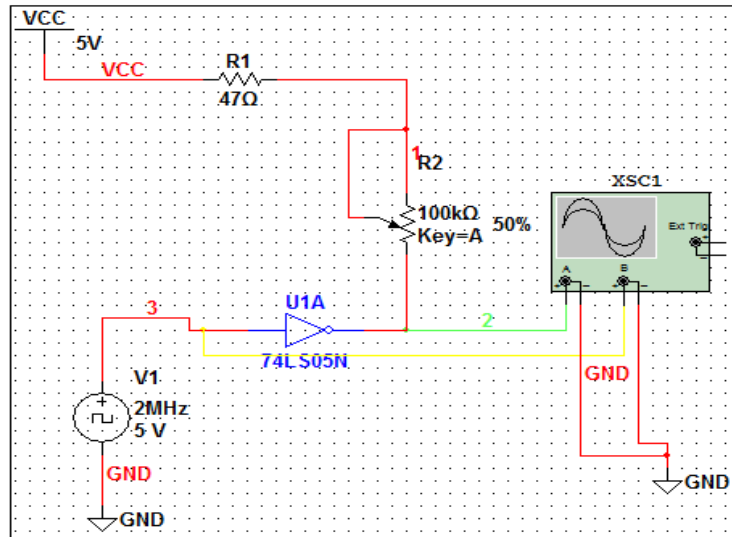 VCC
5V
VCC
R1
47Ω
1
R2
100kΩ
50%
Key=A
XSC1
Ext Trig
+
−
A
B
+
−
+
−
U1A
3
2
74LS05N
GND
V1
+
2MHz
5 V
GND
GND
GND